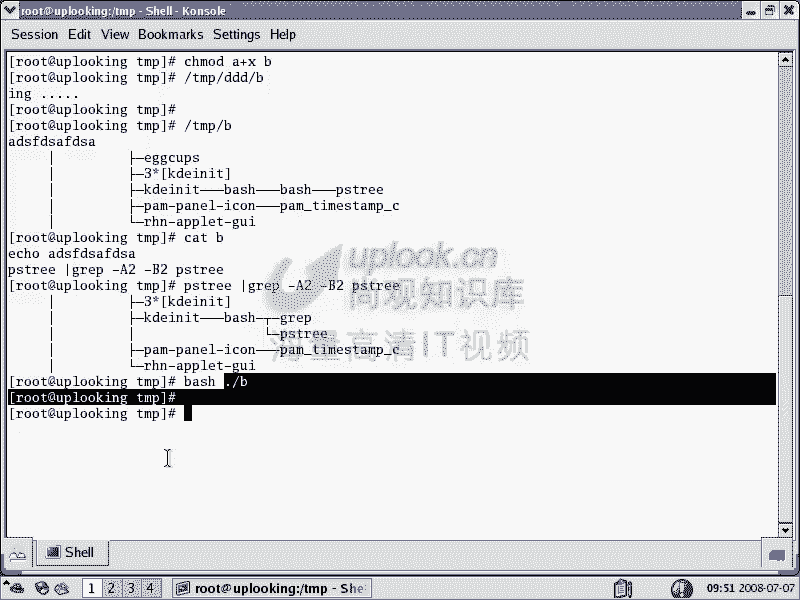 root@uplooking:/tmp - Shell - Konsole
Session Edit View Bookmarks Settings Help
[root@uplooking tmp]# chmod a+x b
[root@uplooking tmp]# /tmp/ddd/b
ing .....
[root@uplooking tmp]#
[root@uplooking tmp]# /tmp/b
adsfdsafdsa
│ ├─eggcups
│ ├─3*[kdeinit]
│ ├─kdeinit───bash───bash───pstree
│ ├─pam-panel-icon───pam_timestamp_c
│ └─rhn-applet-gui
[root@uplooking tmp]# cat b
echo adsfdsafdsa
pstree |grep -A2 -B2 pstree
[root@uplooking tmp]# pstree |grep -A2 -B2 pstree
│ ├─3*[kdeinit]
│ ├─kdeinit───bash─┬─grep
│ │ └─pstree
│ ├─pam-panel-icon───pam_timestamp_c
│ └─rhn-applet-gui
[root@uplooking tmp]# bash ./b
[root@uplooking tmp]#
[root@uplooking tmp]#
uplook.cn
尚观知识库
海量高清IT视频
Shell
1 2 3 4 root@uplooking:/tmp - She 09:51 2008-07-07